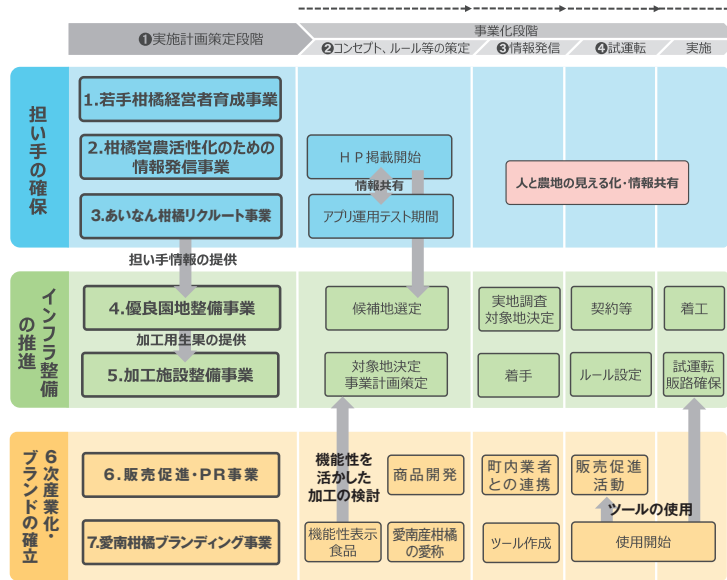 ❶実施計画策定段階
事業化段階
❷コンセプト、ルール等の策定
❸情報発信
❹試運転
実施
担い手の確保
1.若手柑橘経営者育成事業
2.柑橘営農活性化のための
情報発信事業
3.あいなん柑橘リクルート事業
HP掲載開始
情報共有
アプリ運用テスト期間
人と農地の見える化・情報共有
担い手情報の提供
インフラ整備
の推進
4.優良園地整備事業
加工用生果の提供
5.加工施設整備事業
候補地選定
実地調査
対象地決定
契約等
着工
対象地決定
事業計画策定
着手
ルール設定
試運転
販路確保
6次産業化・
ブランドの確立
6.販売促進・PR事業
7.愛南柑橘ブランディング事業
機能性を
活かした
加工の検討
商品開発
町内業者
との連携
販売促進
活動
ツールの使用
機能性表示
食品
愛南産柑橘
の愛称
ツール作成
使用開始